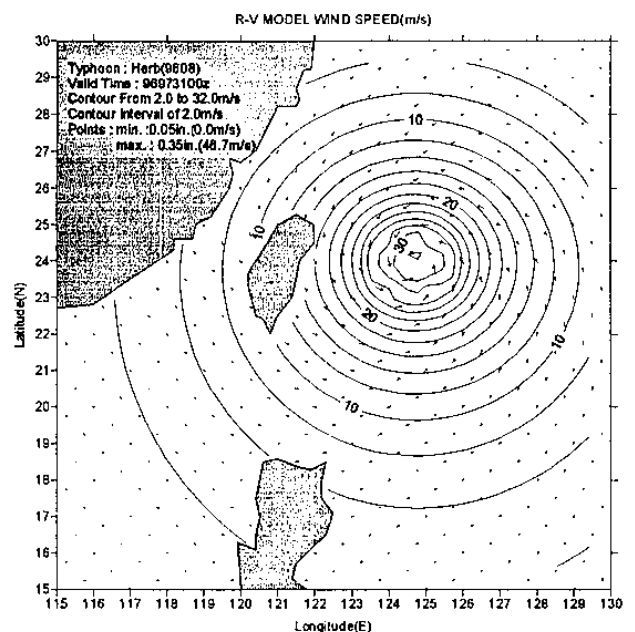 R-V MODEL WIND SPEED(m/s)
Typhoon : Herb(9608)
Valid Time : 96073100z
Contour From 2.0 to 32.0m/s
Contour Interval of 2.0m/s
Points : min. :0.05in.(0.0m/s)
max. : 0.35in.(46.7m/s)
30
29
28
27
26
25
24
23
22
21
20
19
18
17
16
15
Latitude(N)
10
20
10
30
20
10
10
115 116 117 118 119 120 121 122 123 124 125 126 127 128 129 130
Longitude(E)